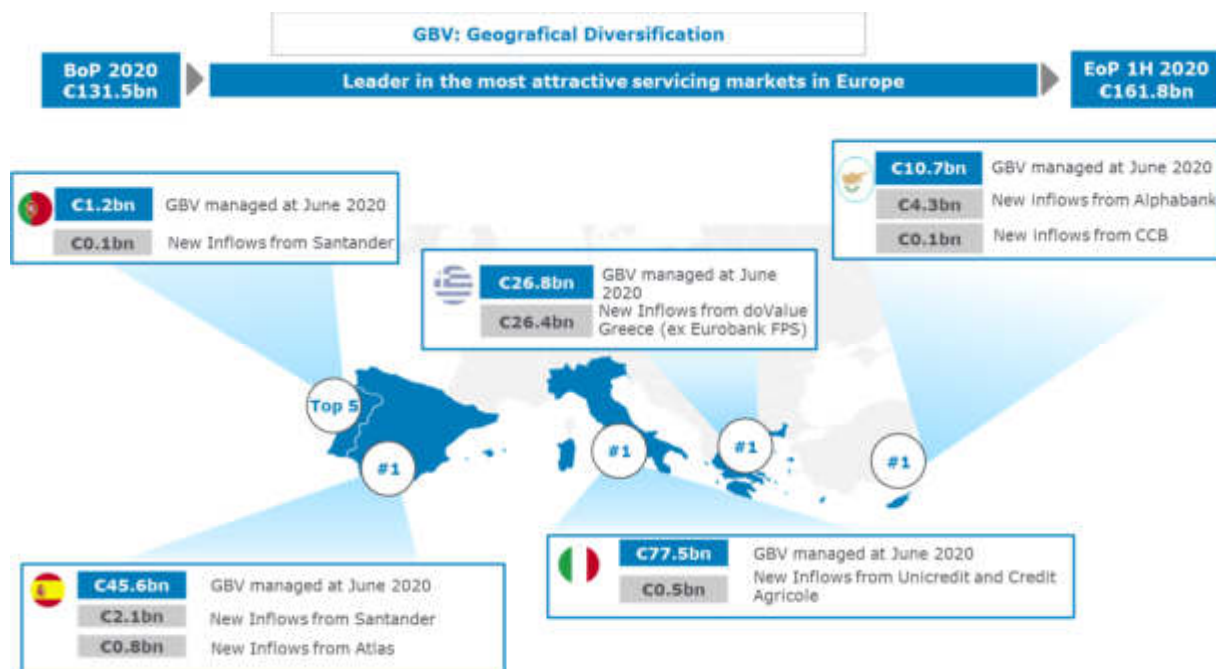 GBV: Geografical Diversification
BoP 2020
€131.5bn
Leader in the most attractive servicing markets in Europe
EoP 1H 2020
€161.8bn
€10.7bn GBV managed at June 2020
€4.3bn New Inflows from Alphabank
€0.1bn New Inflows from CCB
€1.2bn GBV managed at June 2020
€0.1bn New Inflows from Santander
€26.8bn GBV managed at June
2020
€26.4bn New Inflows from doValue
Greece (ex Eurobank FPS)
Top 5
#1
#1
#1
#1
€77.5bn GBV managed at June 2020
€0.5bn New Inflows from Unicredit and Credit
Agricole
€45.6bn GBV managed at June 2020
€2.1bn New Inflows from Santander
€0.8bn New Inflows from Atlas